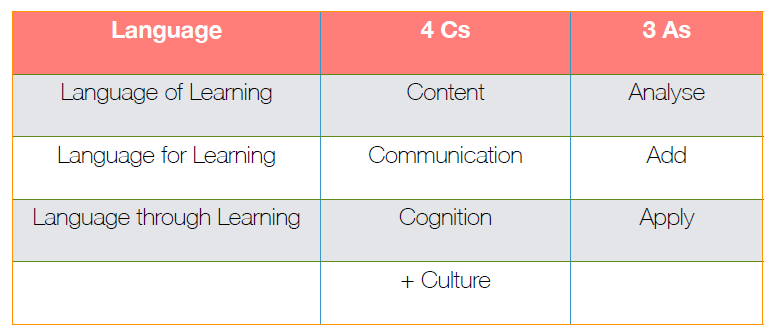 Language 4 Cs 3 As
Language of Learning Content Analyse
Language for Learning Communication Add
Language through Learning Cognition Apply
+ Culture